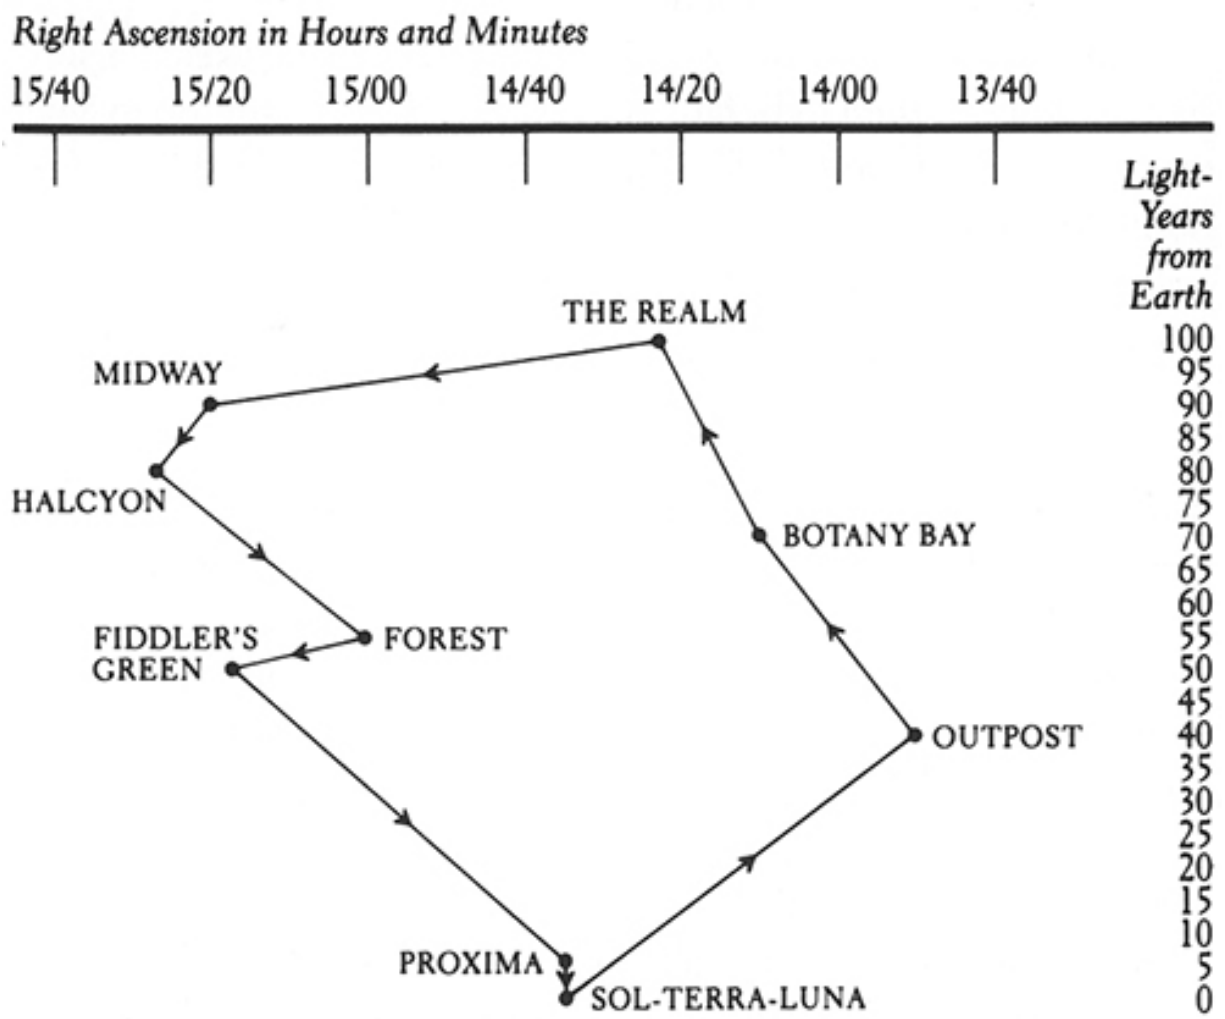 Right Ascension in Hours and Minutes
15/40 15/20 15/00 14/40 14/20 14/00 13/40
Light-
Years
from
Earth
THE REALM
100
95
MIDWAY
90
85
80
HALCYON
75
BOTANY BAY
70
65
60
FIDDLER'S
GREEN
FOREST
55
50
45
OUTPOST
40
35
30
25
20
15
10
PROXIMA
5
SOL-TERRA-LUNA
0